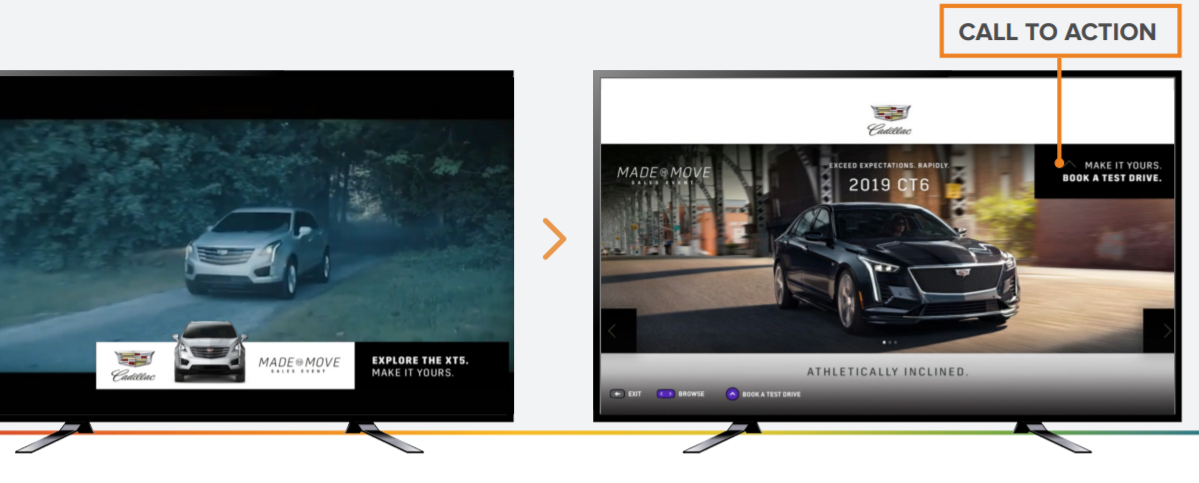 CALL TO ACTION
Cadillac
MADE TO MOVE
SALES EVENT
EXPLORE THE XT5.
MAKE IT YOURS.
Cadillac
MADE TO MOVE
SALES EVENT
EXCEED EXPECTATIONS. RAPIDLY.
2019 CT6
MAKE IT YOURS.
BOOK A TEST DRIVE.
ATHLETICALLY INCLINED.
EXIT
BROWSE
BOOK A TEST DRIVE